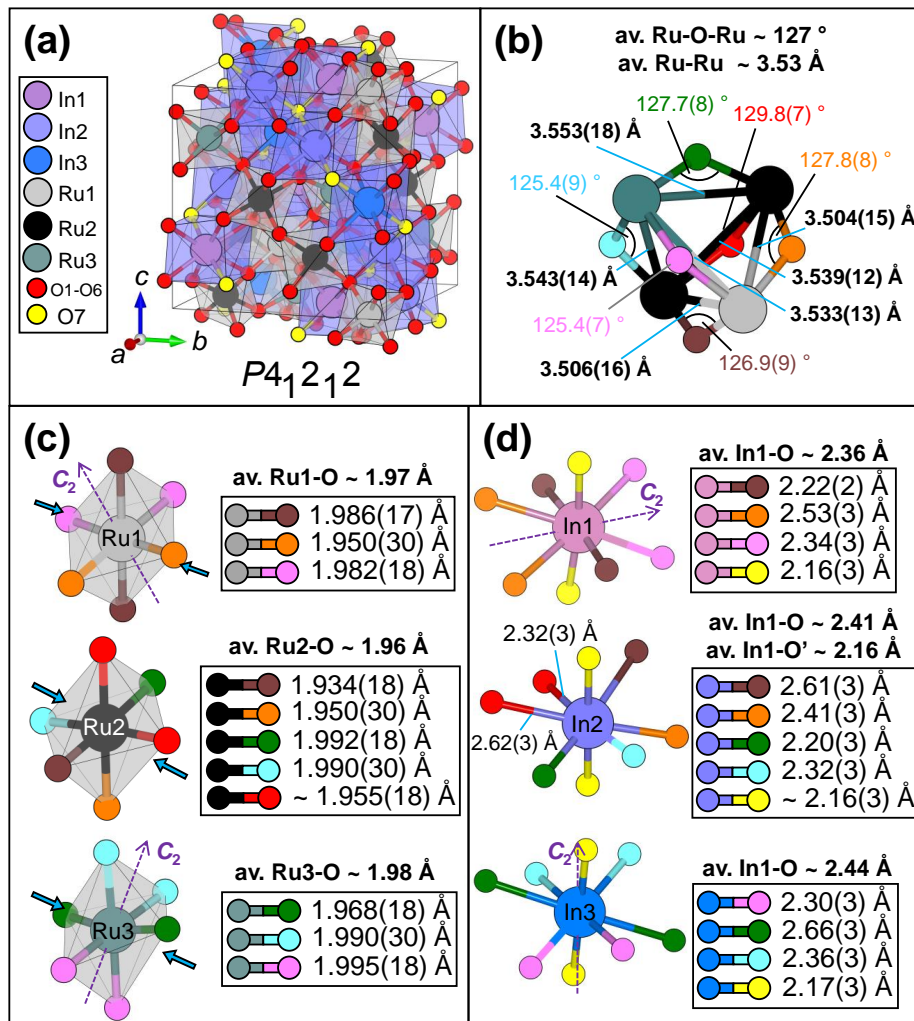 (a)
In1
In2
In3
Ru1
Ru2
Ru3
O1-O6
O7
c
a
b
P4₁2₁2
(b)
av. Ru-O-Ru ~ 127 °
av. Ru-Ru ~ 3.53 Å
127.7(8) °
129.8(7) °
3.553(18) Å
127.8(8) °
125.4(9) °
3.504(15) Å
3.543(14) Å
3.539(12) Å
3.533(13) Å
125.4(7) °
3.506(16) Å
126.9(9) °
(c)
C₂
Ru1
av. Ru1-O ~ 1.97 Å
1.986(17) Å
1.950(30) Å
1.982(18) Å
Ru2
av. Ru2-O ~ 1.96 Å
1.934(18) Å
1.950(30) Å
1.992(18) Å
1.990(30) Å
~ 1.955(18) Å
C₂
Ru3
av. Ru3-O ~ 1.98 Å
1.968(18) Å
1.990(30) Å
1.995(18) Å
(d)
C₂
In1
av. In1-O ~ 2.36 Å
2.22(2) Å
2.53(3) Å
2.34(3) Å
2.16(3) Å
2.32(3) Å
In2
2.62(3) Å
av. In1-O ~ 2.41 Å
av. In1-O’ ~ 2.16 Å
2.61(3) Å
2.41(3) Å
2.20(3) Å
2.32(3) Å
~ 2.16(3) Å
C₂
In3
av. In1-O ~ 2.44 Å
2.30(3) Å
2.66(3) Å
2.36(3) Å
2.17(3) Å